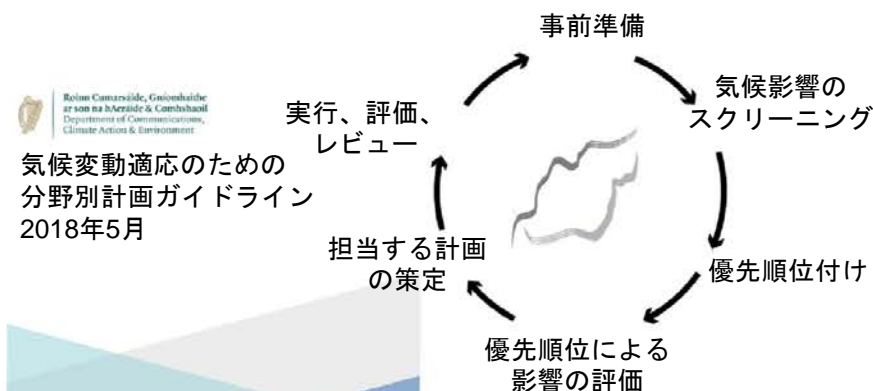 Roinn Cumarsáide, Gníomhaithe
ar son na hAeráide & Comhshaoil
Department of Communications,
Climate Action & Environment
気候変動適応のための
分野別計画ガイドライン
2018年5月
事前準備
気候影響の
スクリーニング
優先順位付け
優先順位による
影響の評価
担当する計画
の策定
実行、評価、
レビュー